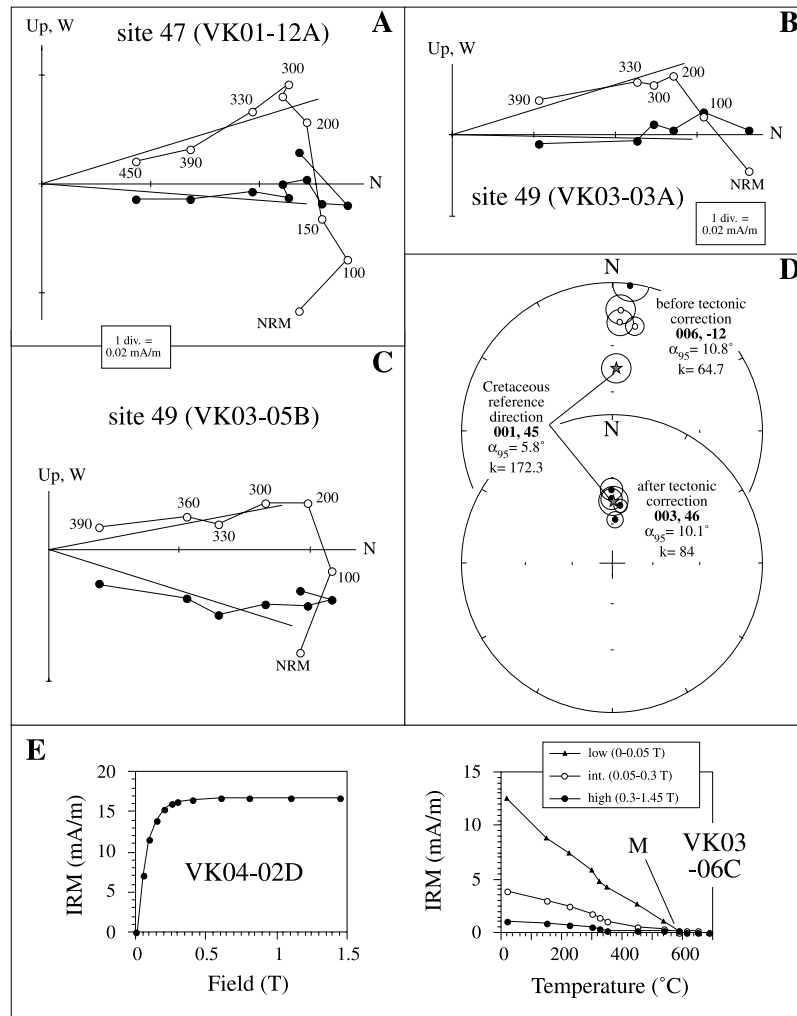 A
Up, W
site 47 (VK01-12A)
300
330
200
450
390
N
150
100
NRM
1 div. =
0.02 mA/m
B
Up, W
330
200
390
300
100
N
NRM
site 49 (VK03-03A)
1 div. =
0.02 mA/m
C
site 49 (VK03-05B)
Up, W
390
360
300
200
330
N
100
NRM
D
N
before tectonic
correction
006, -12
α95= 10.8˚
k= 64.7
Cretaceous
reference
direction
001, 45
α95= 5.8˚
k= 172.3
N
after tectonic
correction
003, 46
α95= 10.1˚
k= 84
E
20
15
10
5
0
IRM (mA/m)
VK04-02D
0
0.5
1.0
1.5
Field (T)
low (0-0.05 T)
int. (0.05-0.3 T)
high (0.3-1.45 T)
15
10
5
0
IRM (mA/m)
M
VK03
-06C
0
200
400
600
Temperature (˚C)